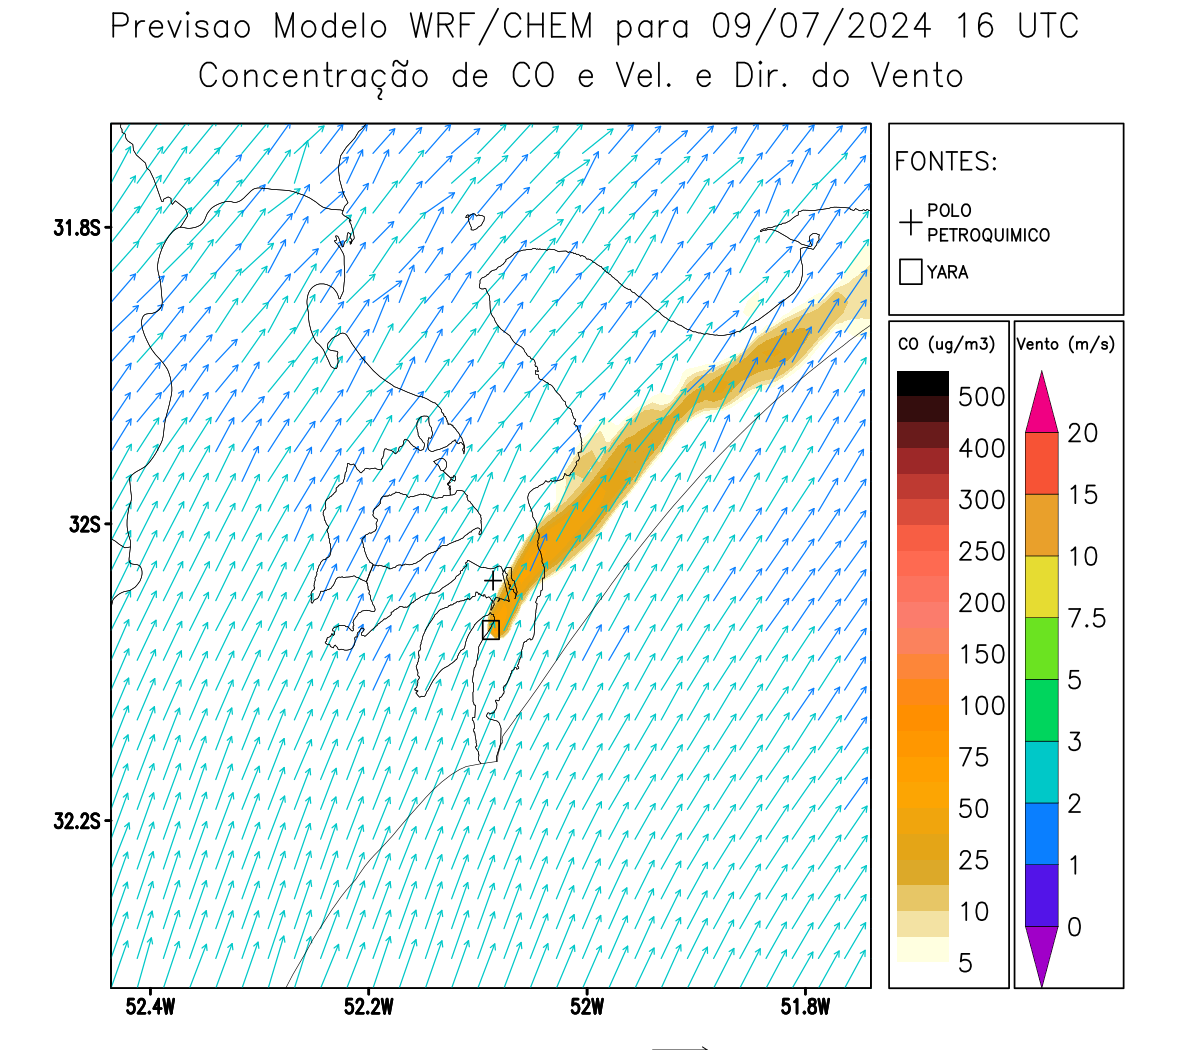 Previsao Modelo WRF/CHEM para 09/07/2024 16 UTC
Concentração de CO e Vel. e Dir. do Vento
FONTES:
POLO
PETROQUIMICO
YARA
CO (ug/m3)
500
400
300
250
200
150
100
75
50
25
10
5
Vento (m/s)
20
15
10
7.5
5
3
2
1
0
31.8S
32S
32.2S
52.4W
52.2W
52W
51.8W